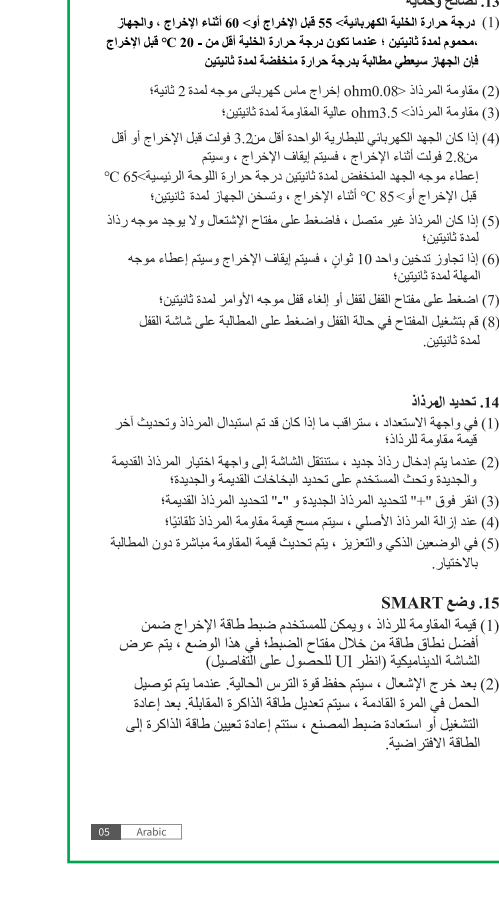 13. نصائح وحماية
(1) درجة حرارة الخلية الكهربائية> 55 قبل الإخراج أو> 60 أثناء الإخراج ، والجهاز
،محموم لمدة ثانيتين ؛ عندما تكون درجة حرارة الخلية أقل من - 20 °C قبل الإخراج
فإن الجهاز سيعطي مطالبة بدرجة حرارة منخفضة لمدة ثانيتين
(2) مقاومة المرذاذ <ohm0.08 إخراج ماس كهربائى موجه لمدة 2 ثانية؛
(3) مقاومة المرذاذ> ohm3.5 عالية المقاومة لمدة ثانيتين؛
(4) إذا كان الجهد الكهربائي للبطارية الواحدة أقل من3.2 فولت قبل الإخراج أو أقل
من2.8 فولت أثناء الإخراج ، فسيتم إيقاف الإخراج ، وسيتم
إعطاء موجه الجهد المنخفض لمدة ثانيتين درجة حرارة اللوحة الرئيسية>65 °C
قبل الإخراج أو> 85 °C أثناء الإخراج ، وتسخن الجهاز لمدة ثانيتين؛
(5) إذا كان المرذاذ غير متصل ، فاضغط على مفتاح الإشتعال ولا يوجد موجه رذاذ
لمدة ثانيتين؛
(6) إذا تجاوز تدخين واحد 10 ثوانٍ ، فسيتم إيقاف الإخراج وسيتم إعطاء موجه
المهلة لمدة ثانيتين؛
(7) اضغط على مفتاح القفل لقفل أو إلغاء قفل موجه الأوامر لمدة ثانيتين؛
(8) قم بتشغيل المفتاح في حالة القفل واضغط على المطالبة على شاشة القفل
لمدة ثانيتين.
14. تحديد المرذاذ
(1) في واجهة الاستعداد ، ستراقب ما إذا كان قد تم استبدال المرذاذ وتحديث آخر
قيمة مقاومة للرذاذ؛
(2) عندما يتم إدخال رذاذ جديد ، ستنتقل الشاشة إلى واجهة اختيار المرذاذ القديمة
والجديدة وتحث المستخدم على تحديد البخاخات القديمة والجديدة؛
(3) انقر فوق "+" لتحديد المرذاذ الجديدة و "-" لتحديد المرذاذ القديمة؛
(4) عند إزالة المرذاذ الأصلي ، سيتم مسح قيمة مقاومة المرذاذ تلقائيًا؛
(5) في الوضعين الذكي والتعزيز ، يتم تحديث قيمة المقاومة مباشرة دون المطالبة
بالاختيار.
15. وضع SMART
(1) قيمة المقاومة للرذاذ ، ويمكن للمستخدم ضبط طاقة الإخراج ضمن
أفضل نطاق طاقة من خلال مفتاح الضبط؛ في هذا الوضع ، يتم عرض
الشاشة الديناميكية (انظر UI للحصول على التفاصيل)
(2) بعد خرج الإشعال ، سيتم حفظ قوة الترس الحالية. عندما يتم توصيل
الحمل في المرة القادمة ، سيتم تعديل طاقة الذاكرة المقابلة. بعد إعادة
التشغيل أو استعادة ضبط المصنع ، ستتم إعادة تعيين طاقة الذاكرة إلى
الطاقة الافتراضية.
05 Arabic